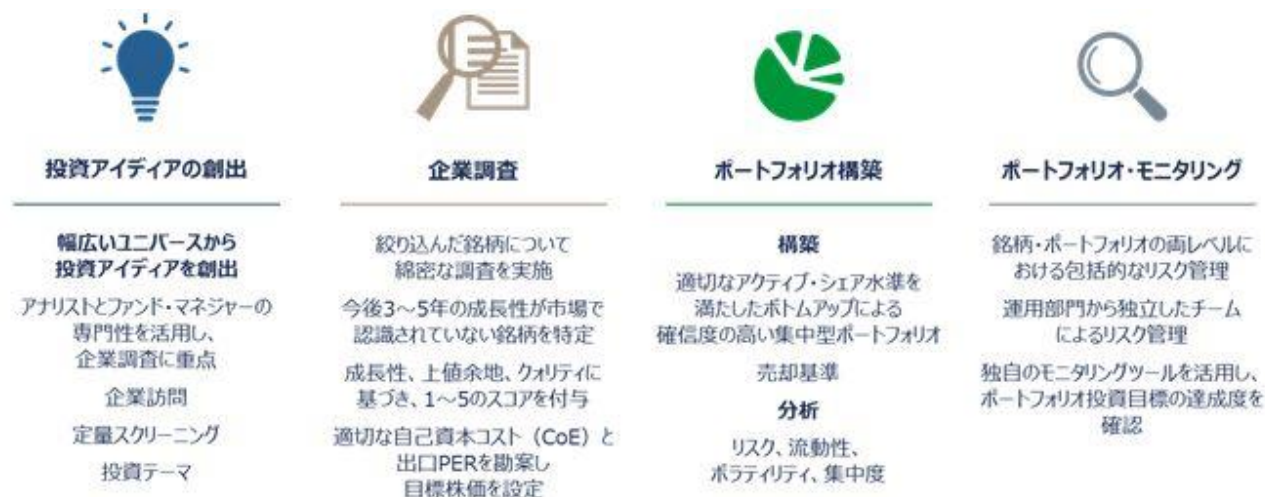 投資アイディアの創出
幅広いユニバースから
投資アイディアを創出
アナリストとファンド・マネジャーの
専門性を活用し、
企業調査に重点
企業訪問
定量スクリーニング
投資テーマ
企業調査
絞り込んだ銘柄について
綿密な調査を実施
今後3～5年の成長性が市場で
認識されていない銘柄を特定
成長性、上値余地、クォリティに
基づき、1～5のスコアを付与
適切な自己資本コスト（CoE）と
出口PERを勘案し
目標株価を設定
ポートフォリオ構築
構築
適切なアクティブ・シェア水準を
満たしたボトムアップによる
確信度の高い集中型ポートフォリオ
売却基準
分析
リスク、流動性、
ボラティリティ、集中度
ポートフォリオ・モニタリング
銘柄・ポートフォリオの両レベルに
おける包括的なリスク管理
運用部門から独立したチーム
によるリスク管理
独自のモニタリングツールを活用し、
ポートフォリオ投資目標の達成度を
確認